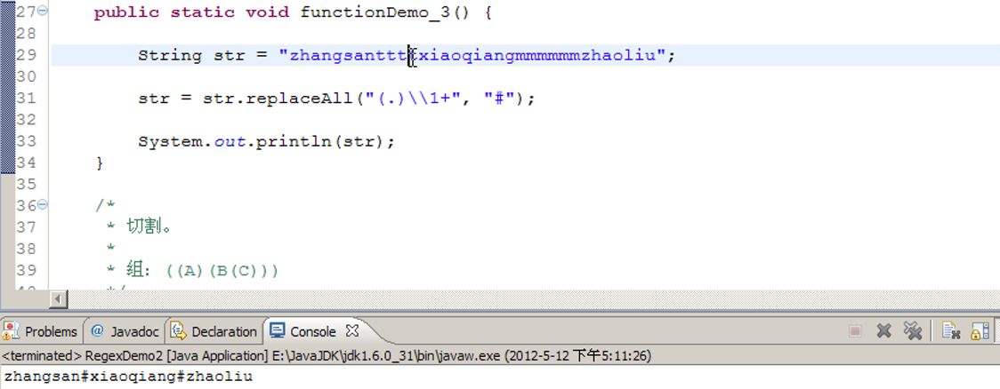 27 public static void functionDemo_3() {
28
29 String str = "zhangsanttttxiaoqiangmmmmmmmzhaoliu";
30
31 str = str.replaceAll("(.)\\1+", "#");
32
33 System.out.println(str);
34 }
35
36 /*
37 * 切割。
38 *
39 * 组：((A)(B(C)))
40 */
Problems @ Javadoc Declaration Console
<terminated> RegexDemo2 [Java Application] E:\JavaJDK\jdk1.6.0_31\bin\javaw.exe (2012-5-12 下午5:11:26)
zhangsan#xiaoqiang#zhaoliu